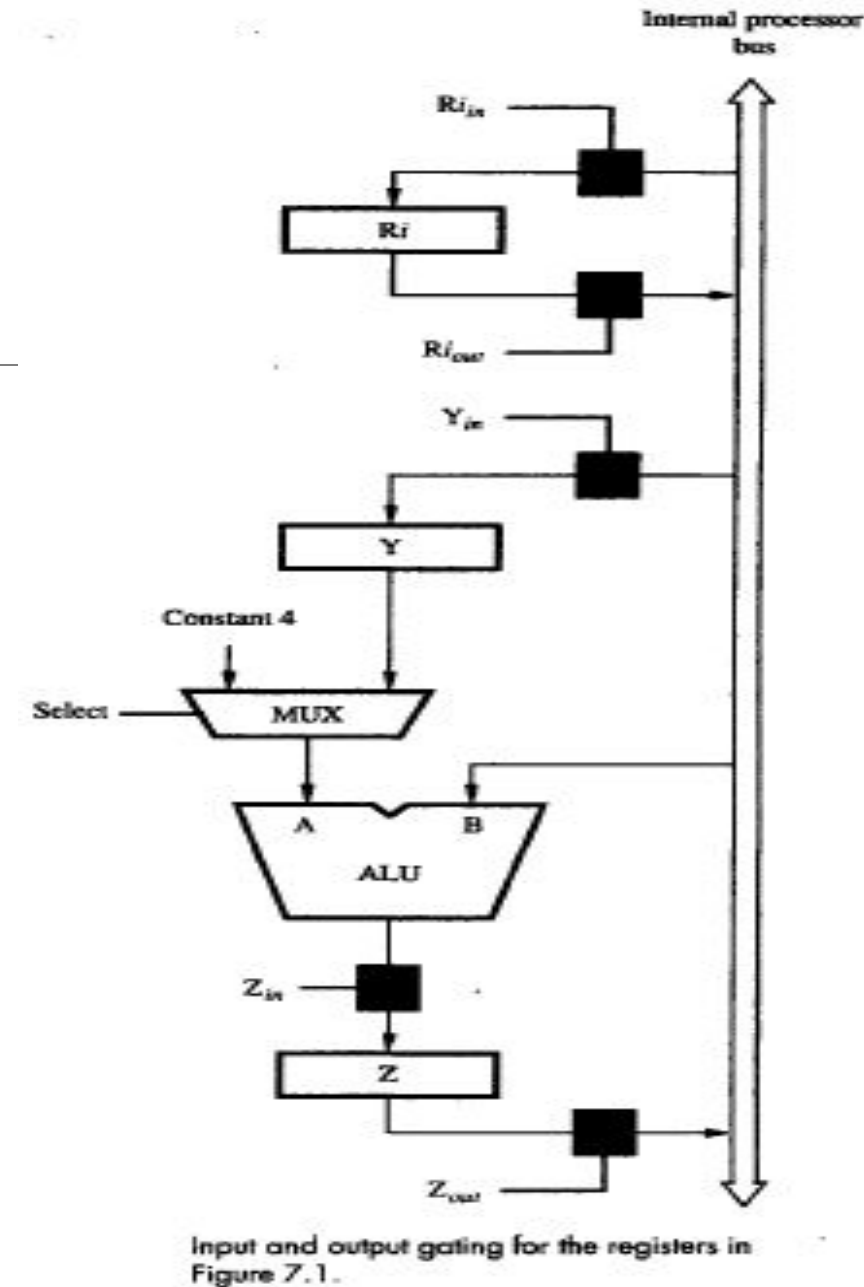 Internal processor
bus
Riin
Ri
Riout
Yin
Y
Constant 4
Select
MUX
A
B
ALU
Zin
Z
Zout
Input and output gating for the registers in
Figure 7.1.